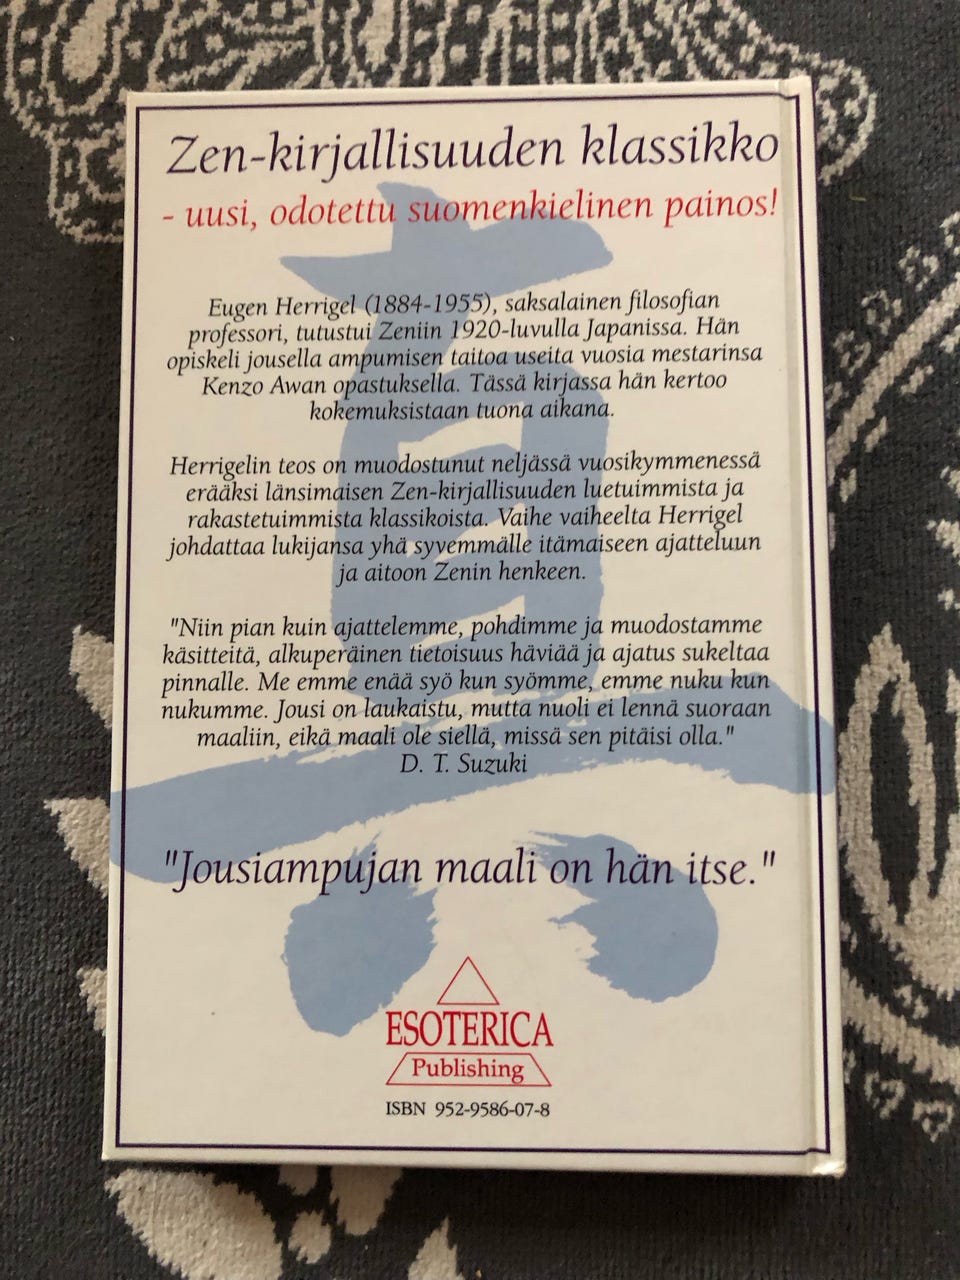 Zen-kirjallisuuden klassikko
- uusi, odotettu suomenkielinen painos!
Eugen Herrigel (1884-1955), saksalainen filosofian
professori, tutustui Zeniin 1920-luvulla Japanissa. Hän
opiskeli jousella ampumisen taitoa useita vuosia mestarinsa
Kenzo Awan opastuksella. Tässä kirjassa hän kertoo
kokemuksistaan tuona aikana.
Herrigelin teos on muodostunut neljässä vuosikymmenessä
erääksi länsimaisen Zen-kirjallisuuden luetuimmista ja
rakastetuimmista klassikoista. Vaihe vaiheelta Herrigel
johdattaa lukijansa yhä syvemmälle itämaiseen ajatteluun
ja aitoon Zenin henkeen.
"Niin pian kuin ajattelemme, pohdimme ja muodostamme
käsitteitä, alkuperäinen tietoisuus häviää ja ajatus sukeltaa
pinnalle. Me emme enää syö kun syömme, emme nuku kun
nukumme. Jousi on laukaistu, mutta nuoli ei lennä suoraan
maaliin, eikä maali ole siellä, missä sen pitäisi olla."
D. T. Suzuki
"Jousiampujan maali on hän itse."
ESOTERICA
Publishing
ISBN 952-9586-07-8